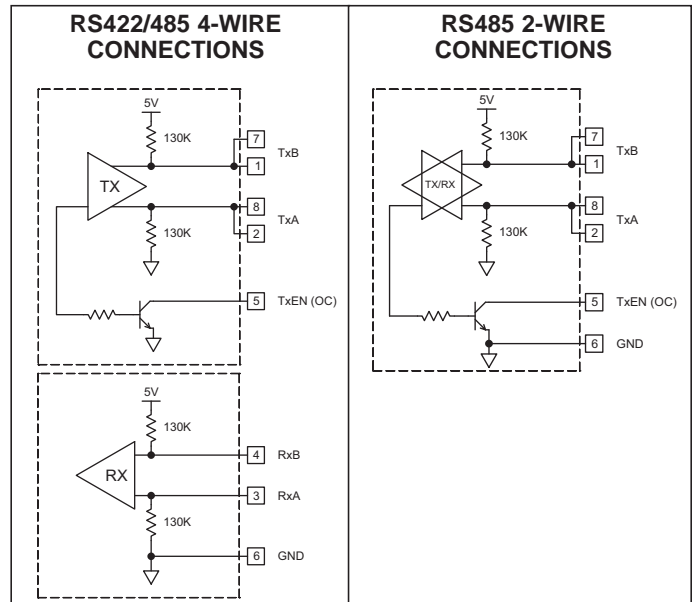 RS422/485 4-WIRE
CONNECTIONS
5V
130K
7
TxB
1
TX
8
TxA
130K
2
5
TxEN (OC)
5V
130K
4
RxB
RX
3
RxA
130K
6
GND
RS485 2-WIRE
CONNECTIONS
5V
130K
7
TxB
1
TX/RX
8
TxA
130K
2
5
TxEN (OC)
6
GND